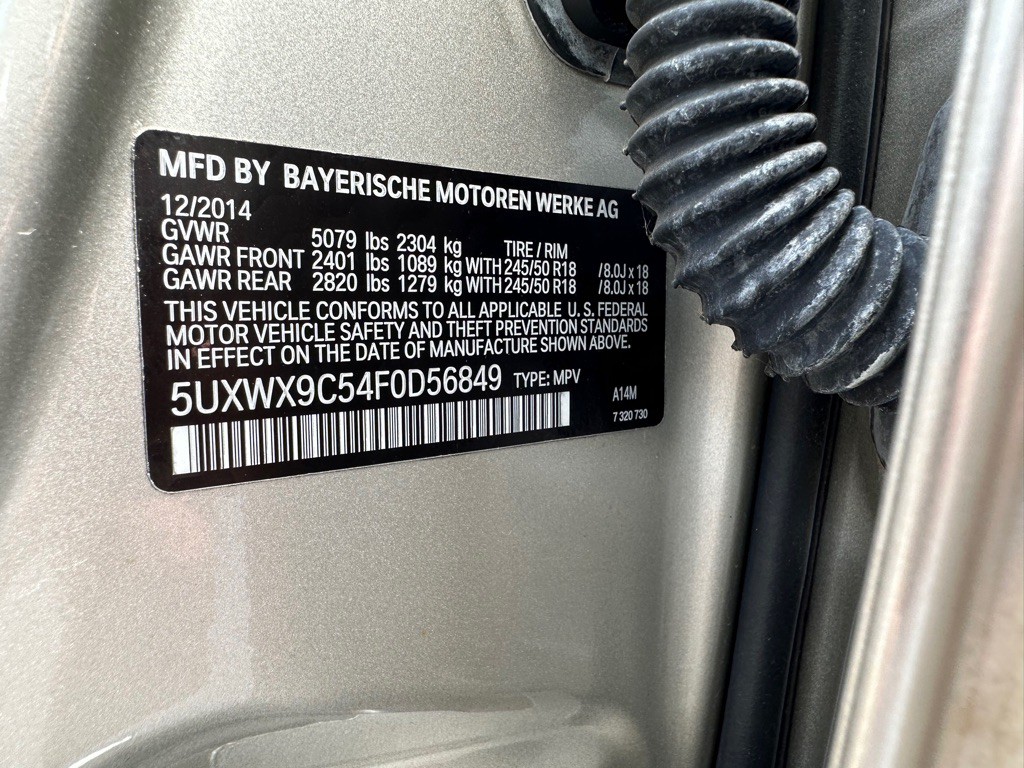 MFD BY BAYERISCHE MOTOREN WERKE AG
12/2014
GVWR 5079 lbs 2304 kg TIRE / RIM
GAWR FRONT 2401 lbs 1089 kg WITH 245/50 R18 / 8.0J x 18
GAWR REAR 2820 lbs 1279 kg WITH 245/50 R18 / 8.0J x 18
THIS VEHICLE CONFORMS TO ALL APPLICABLE U. S. FEDERAL
MOTOR VEHICLE SAFETY AND THEFT PREVENTION STANDARDS
IN EFFECT ON THE DATE OF MANUFACTURE SHOWN ABOVE.
5UXWX9C54F0D56849 TYPE: MPV
A14M
7 320 730